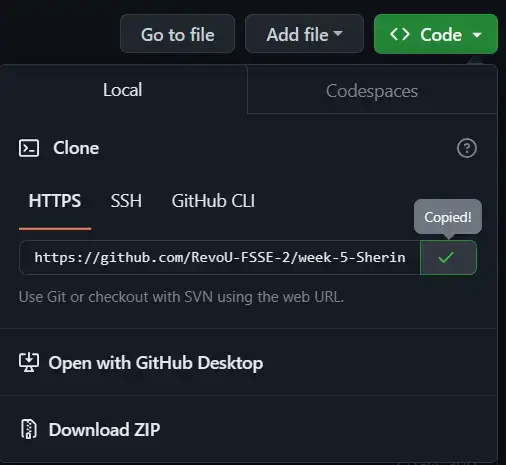 Go to file
Add file
<> Code
Local
Codespaces
Clone
HTTPS
SSH
GitHub CLI
Copied!
https://github.com/RevoU-FSSE-2/week-5-Sherin
Use Git or checkout with SVN using the web URL.
Open with GitHub Desktop
Download ZIP